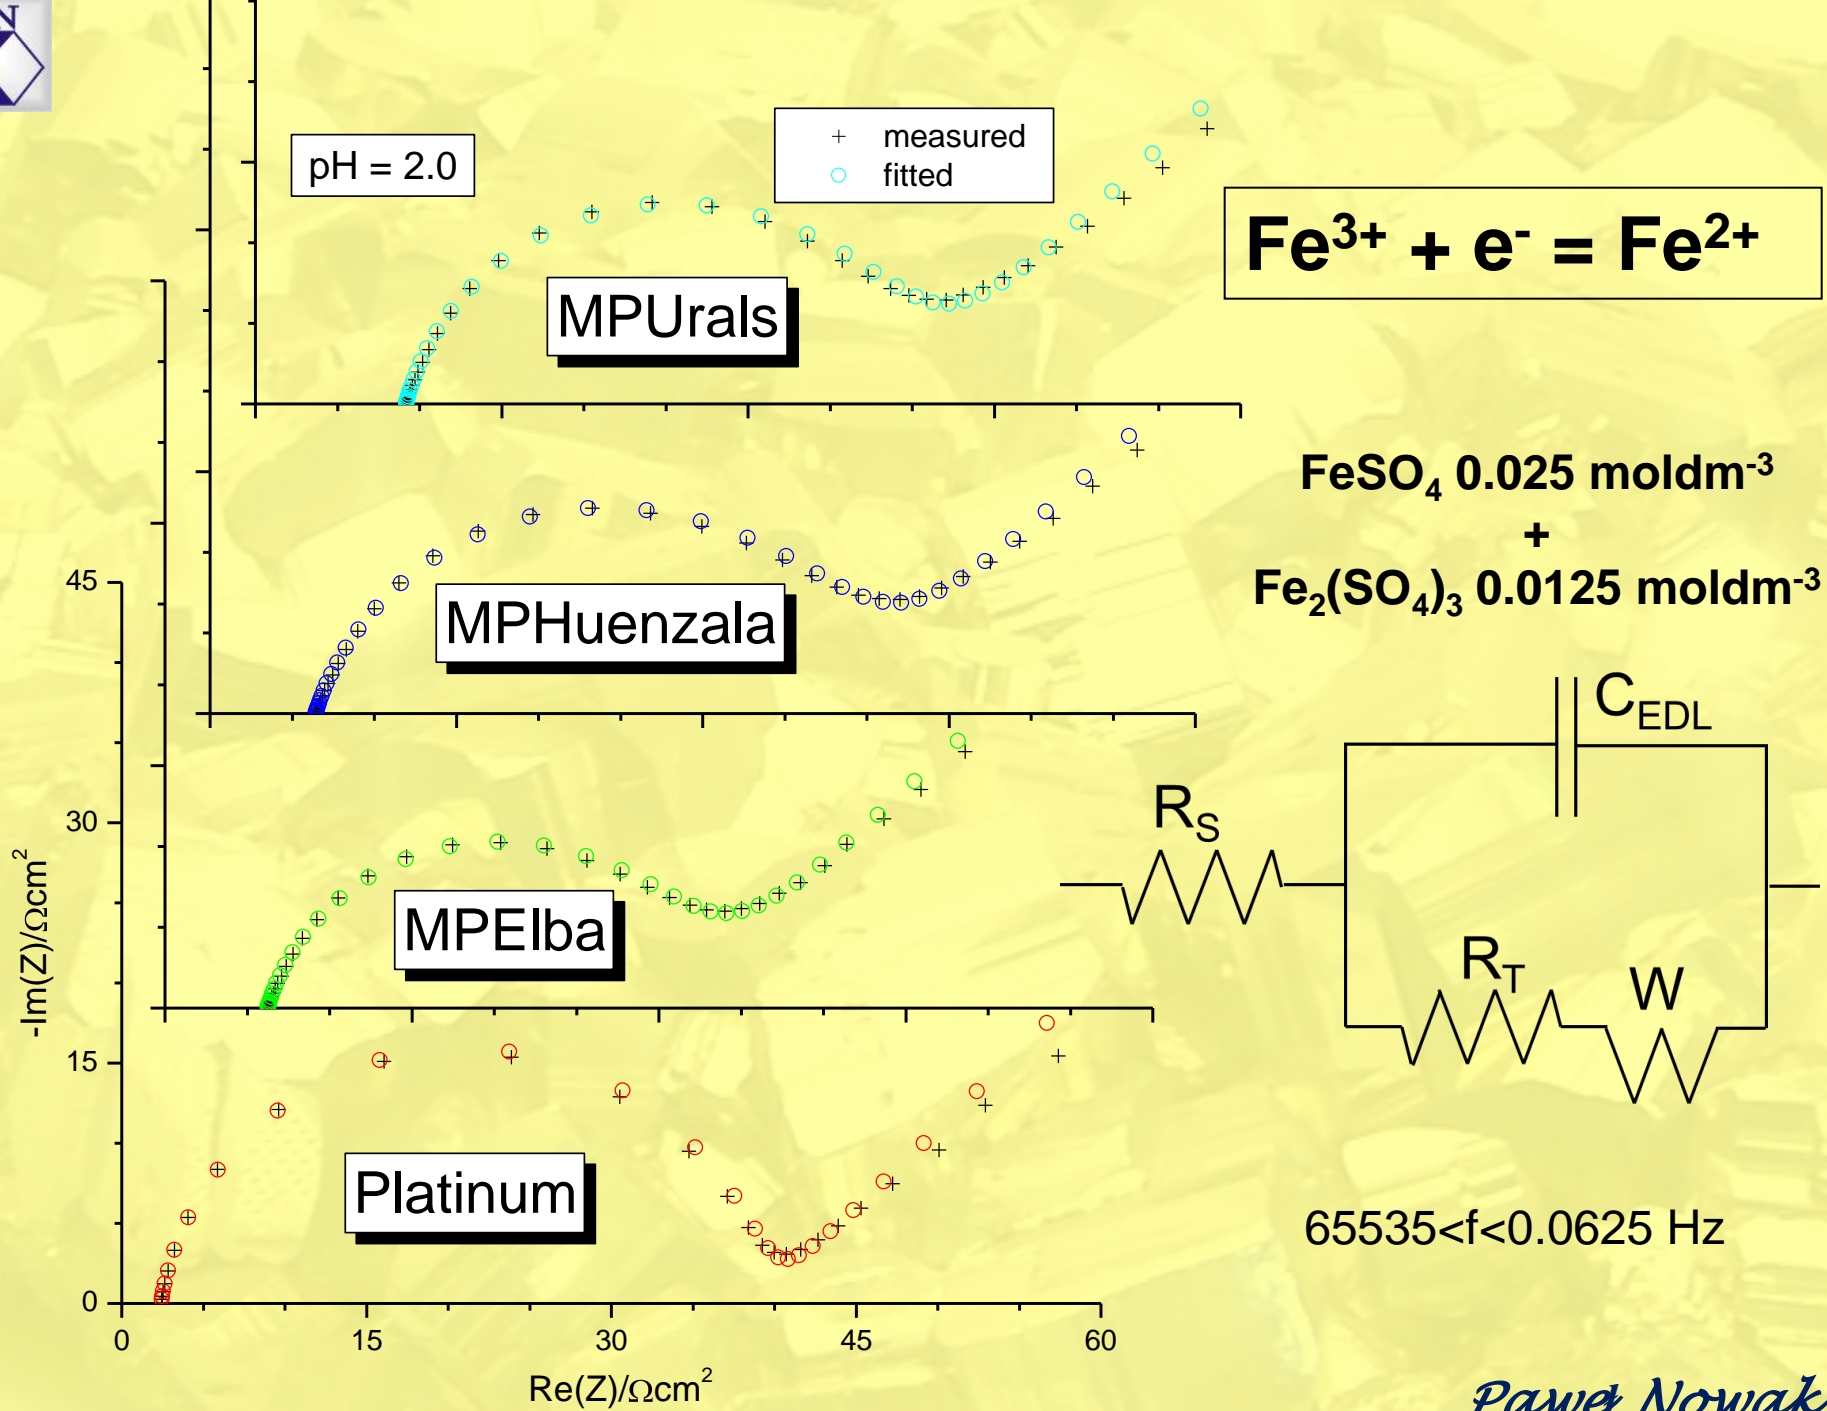 N
pH = 2.0
+ measured
○ fitted
Fe³⁺ + e⁻ = Fe²⁺
MPUrals
FeSO₄ 0.025 moldm⁻³
+
Fe₂(SO₄)₃ 0.0125 moldm⁻³
MPHuenzala
C_EDL
R_S
MPElba
R_T
W
Platinum
65535<f<0.0625 Hz
45
30
15
0
-Im(Z)/Ωcm²
0 15 30 45 60
Re(Z)/Ωcm²
Paweł Nowak